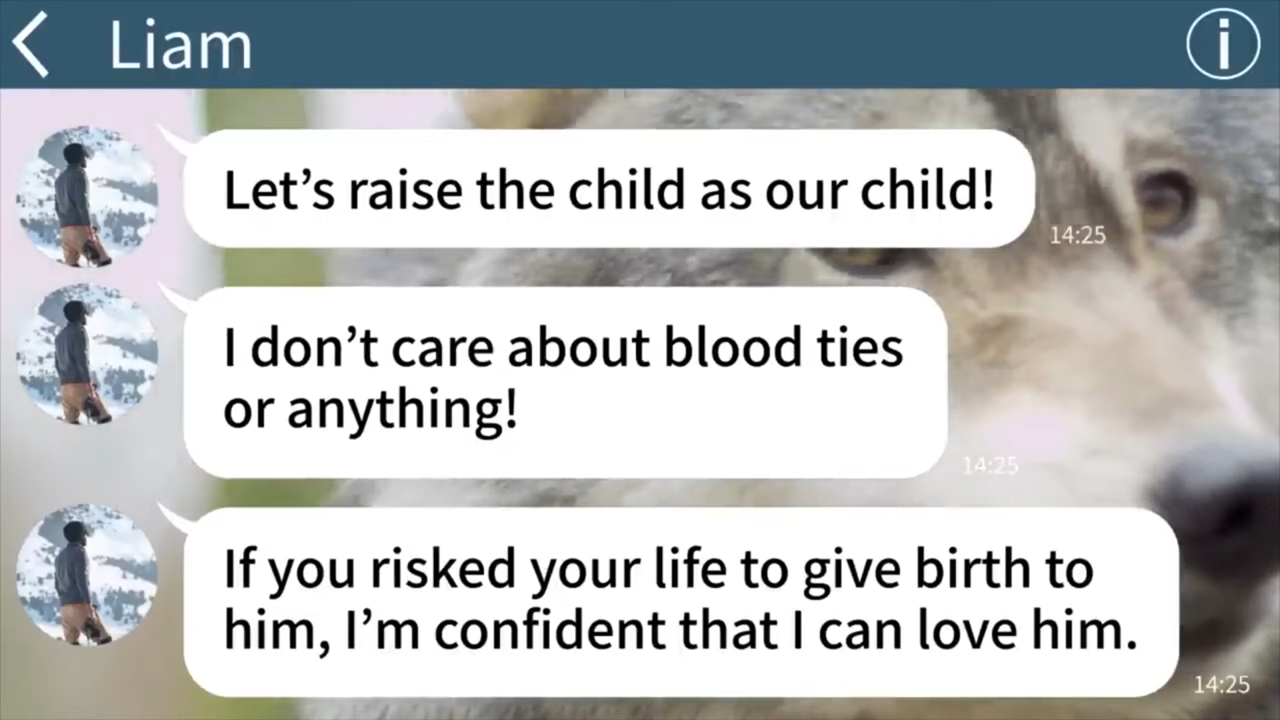 Liam
Let’s raise the child as our child!
14:25
I don’t care about blood ties
or anything!
14:25
If you risked your life to give birth to
him, I’m confident that I can love him.
14:25